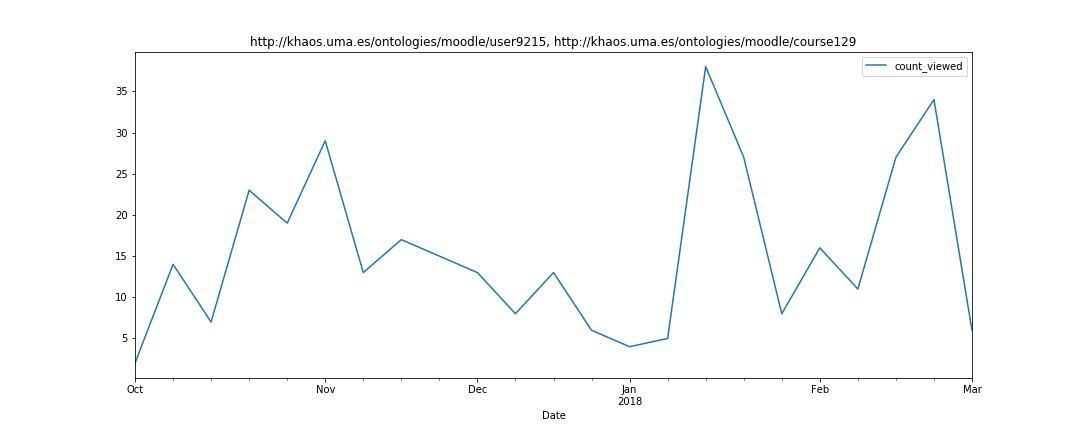 http://khaos.uma.es/ontologies/moodle/user9215, http://khaos.uma.es/ontologies/moodle/course129
count_viewed
35
30
25
20
15
10
5
Oct Nov Dec Jan Feb Mar
2018
Date